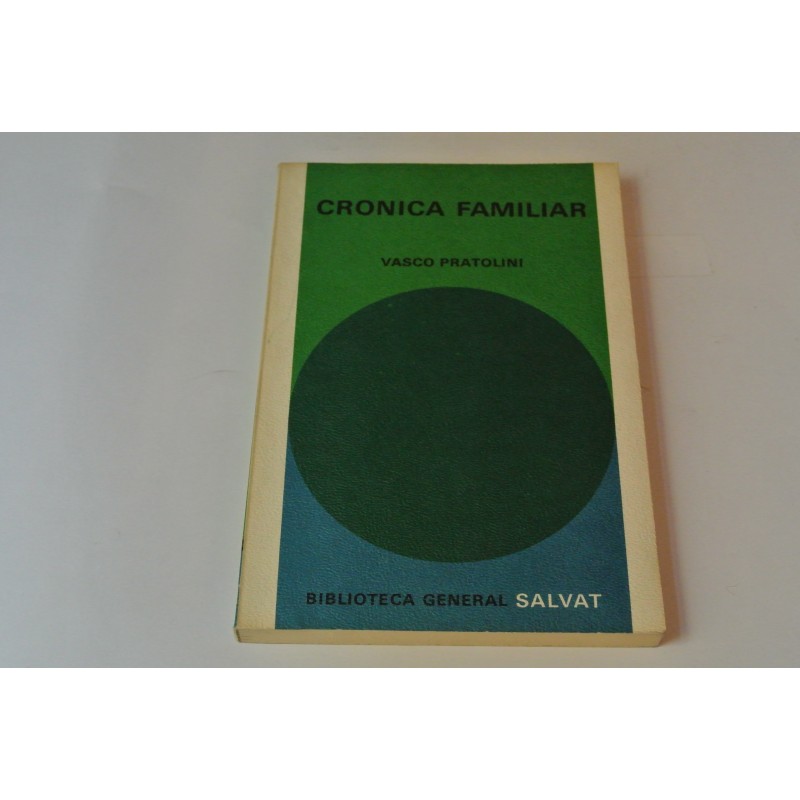 CRONICA FAMILIAR
VASCO PRATOLINI
BIBLIOTECA GENERAL SALVAT